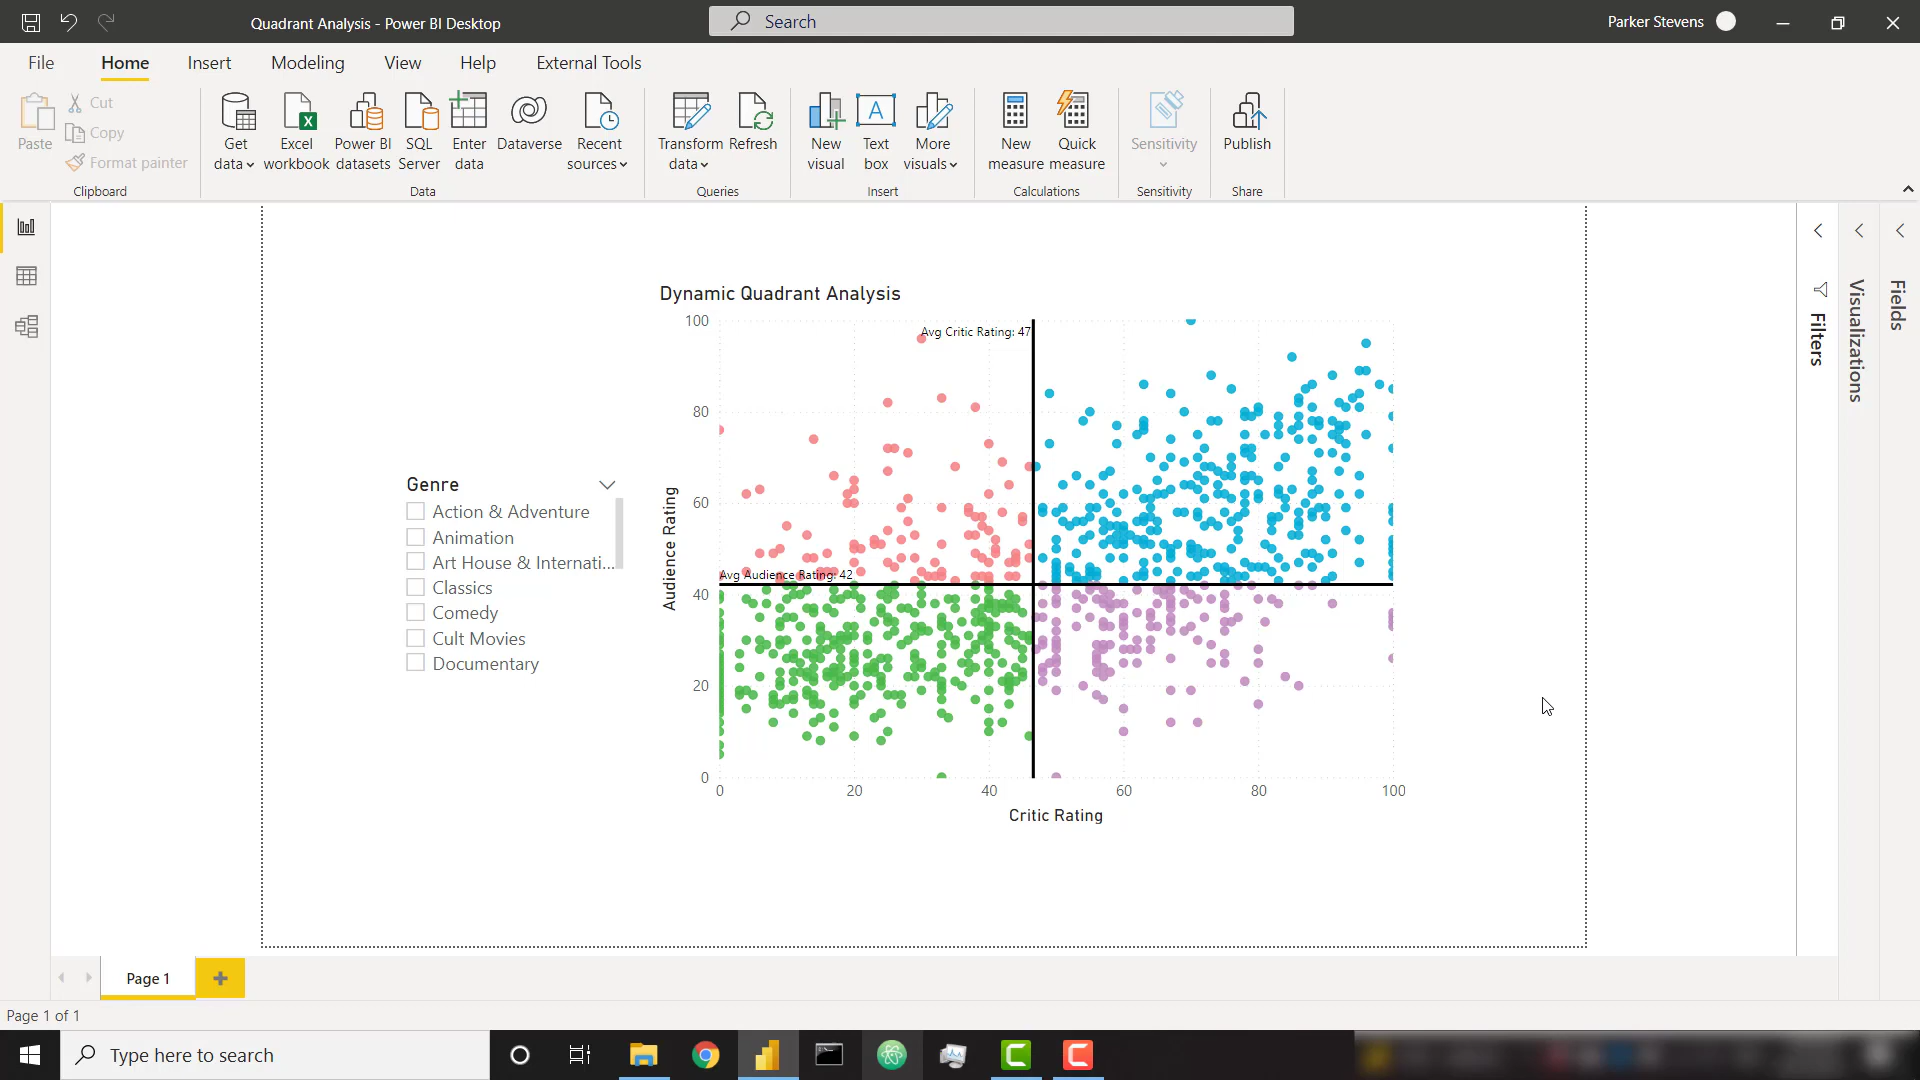 Quadrant Analysis - Power BI Desktop
Search
Parker Stevens
File
Home
Insert
Modeling
View
Help
External Tools
Paste
Cut
Copy
Format painter
Clipboard
Get data
Excel workbook
Power BI datasets
SQL Server
Enter data
Dataverse
Recent sources
Data
Transform data
Refresh
Queries
New visual
Text box
More visuals
Insert
New measure
Quick measure
Calculations
Sensitivity
Sensitivity
Publish
Share
Dynamic Quadrant Analysis
Avg Critic Rating: 47
Avg Audience Rating: 42
100
80
60
40
20
0
Audience Rating
0
20
40
60
80
100
Critic Rating
Genre
Action & Adventure
Animation
Art House & Internati...
Classics
Comedy
Cult Movies
Documentary
Filters
Visualizations
Fields
Page 1
Page 1 of 1
Type here to search